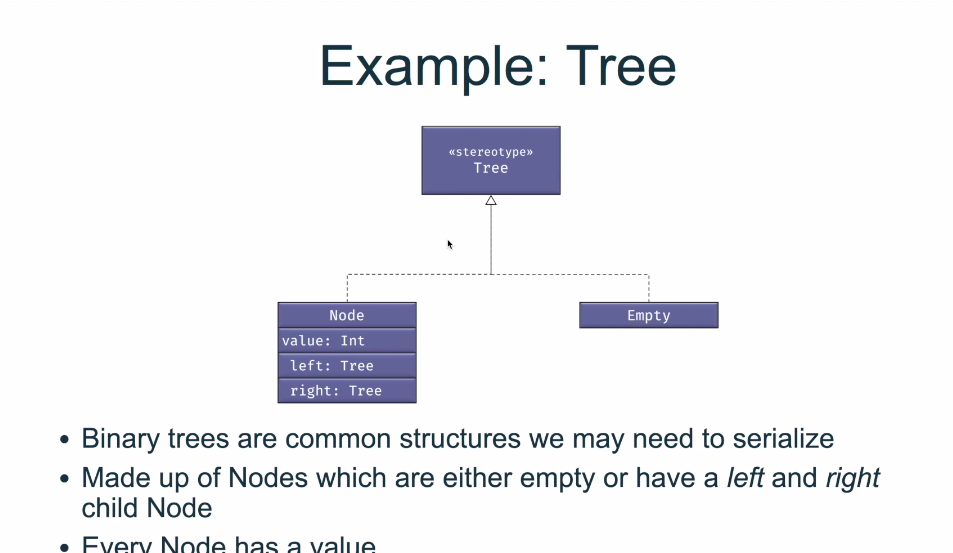 Example: Tree
«stereotype»
Tree
Node
value: Int
left: Tree
right: Tree
Empty
• Binary trees are common structures we may need to serialize
• Made up of Nodes which are either empty or have a left and right
child Node
• Every Node has a value